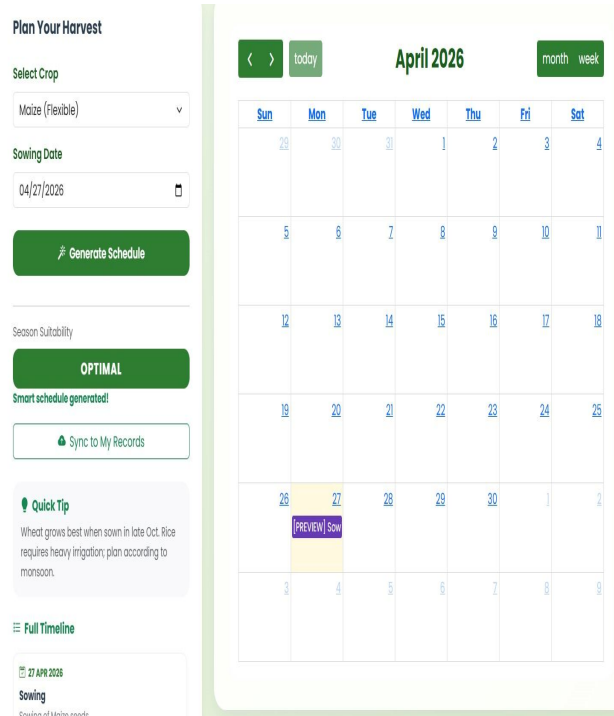 Plan Your Harvest
Select Crop
Maize (Flexible)
Sowing Date
04/27/2026
Generate Schedule
Season Suitability
OPTIMAL
Smart schedule generated!
Sync to My Records
Quick Tip
Wheat grows best when sown in late Oct. Rice
requires heavy irrigation; plan according to
monsoon.
Full Timeline
27 APR 2026
Sowing
Sowing of Maize seeds
today
April 2026
month week
Sun Mon Tue Wed Thu Fri Sat
29 30 31 1 2 3 4
5 6 7 8 9 10 11
12 13 14 15 16 17 18
19 20 21 22 23 24 25
26 27 28 29 30 1 2
[PREVIEW] Sow
3 4 5 6 7 8 9